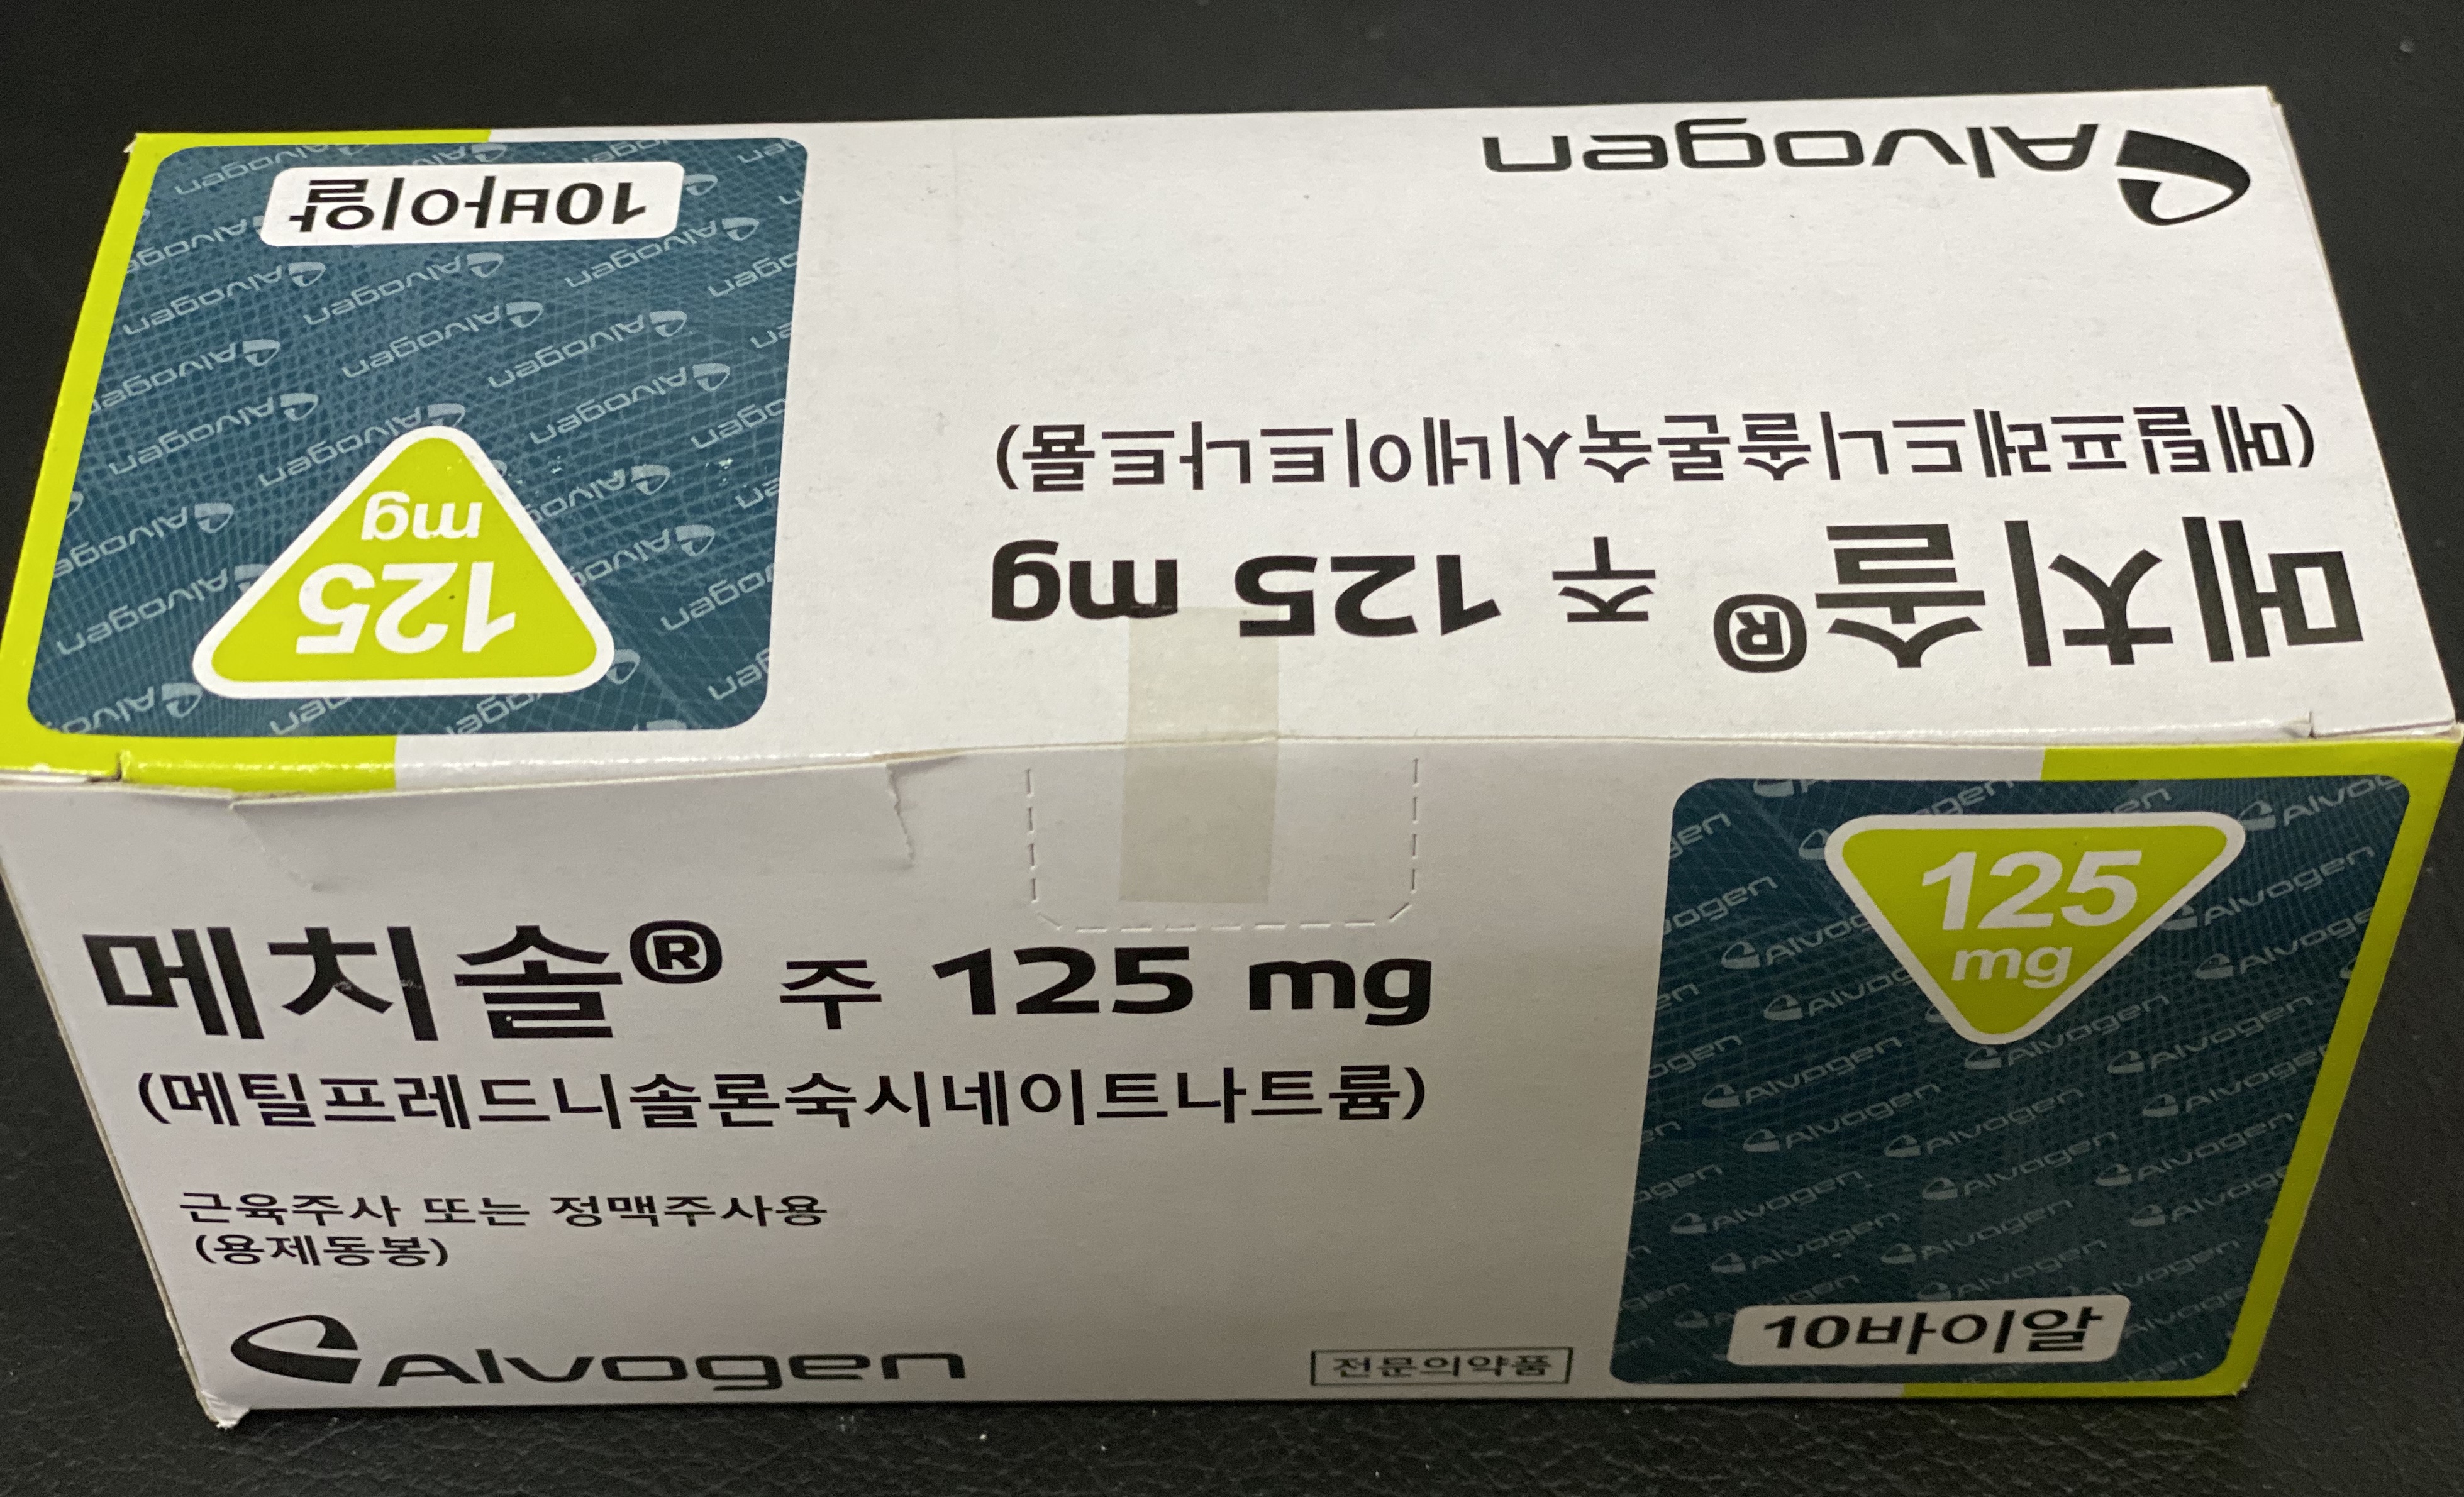 Alvogen
(메틸프레드니솔론숙시네이트나트륨)
메치솔® 주 125 mg
10바이알
125
mg
메치솔® 주 125 mg
(메틸프레드니솔론숙시네이트나트륨)
근육주사 또는 정맥주사용
(용제동봉)
Alvogen
전문의약품
125
mg
10바이알